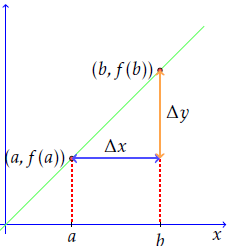 (b, f(b))
Δy
Δx
(a, f(a))
a
b
x